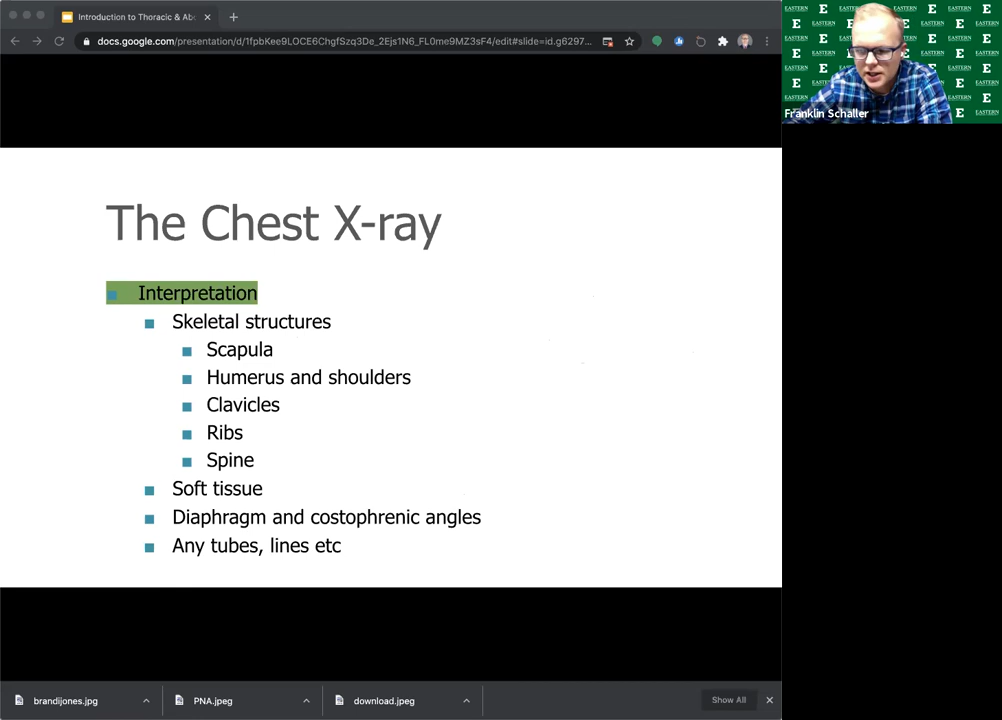 Introduction to Thoracic & Ab
docs.google.com/presentation/d/1fpbKee9LOCE6ChgfSzq3De_2Ejs1N6_FL0me9MZ3sF4/edit#slide=id.g6297...
EASTERN
E
Franklin Schaller
The Chest X-ray
Interpretation
Skeletal structures
Scapula
Humerus and shoulders
Clavicles
Ribs
Spine
Soft tissue
Diaphragm and costophrenic angles
Any tubes, lines etc
brandijones.jpg
PNA.jpeg
download.jpeg
Show All